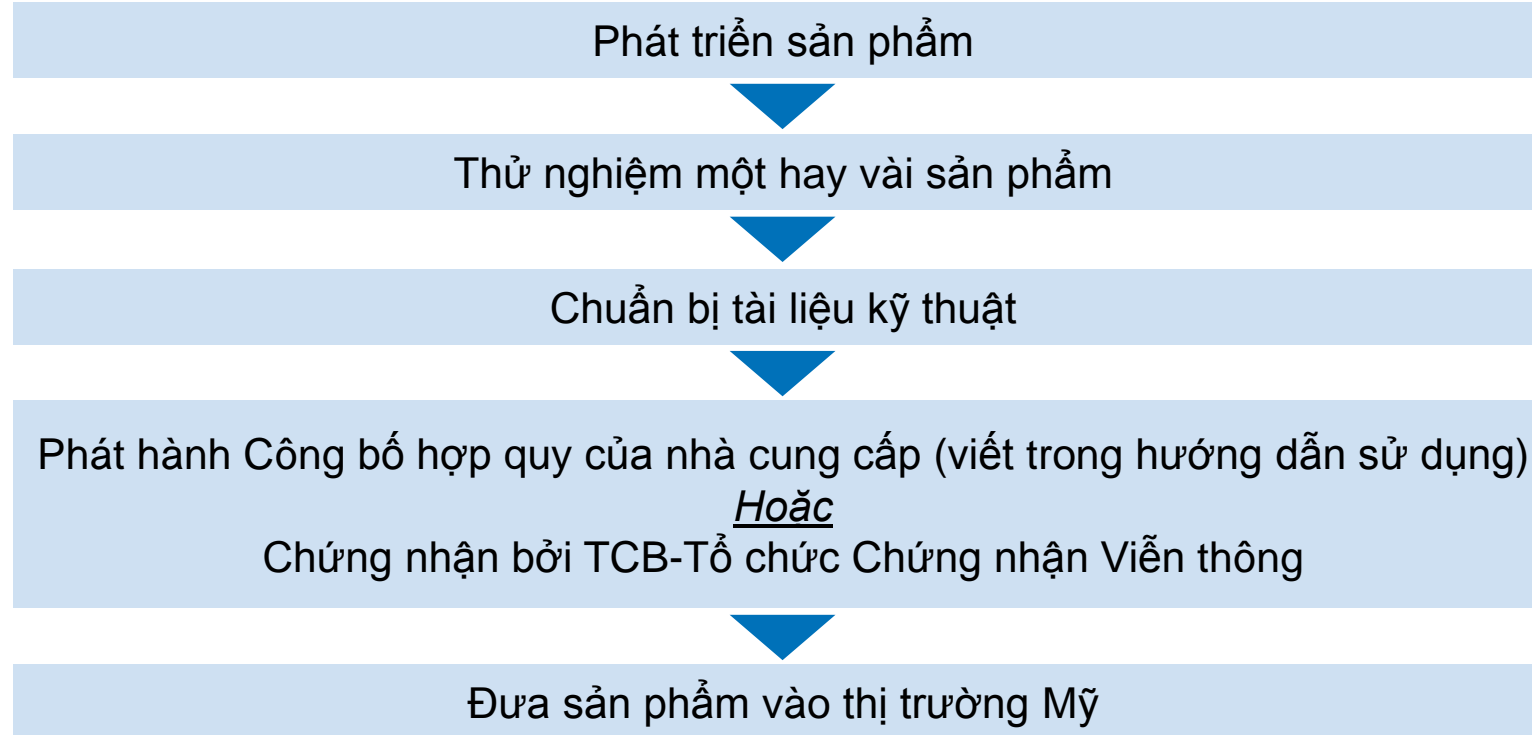 Phát triển sản phẩm
Thử nghiệm một hay vài sản phẩm
Chuẩn bị tài liệu kỹ thuật
Phát hành Công bố hợp quy của nhà cung cấp (viết trong hướng dẫn sử dụng)
Hoặc
Chứng nhận bởi TCB-Tổ chức Chứng nhận Viễn thông
Đưa sản phẩm vào thị trường Mỹ